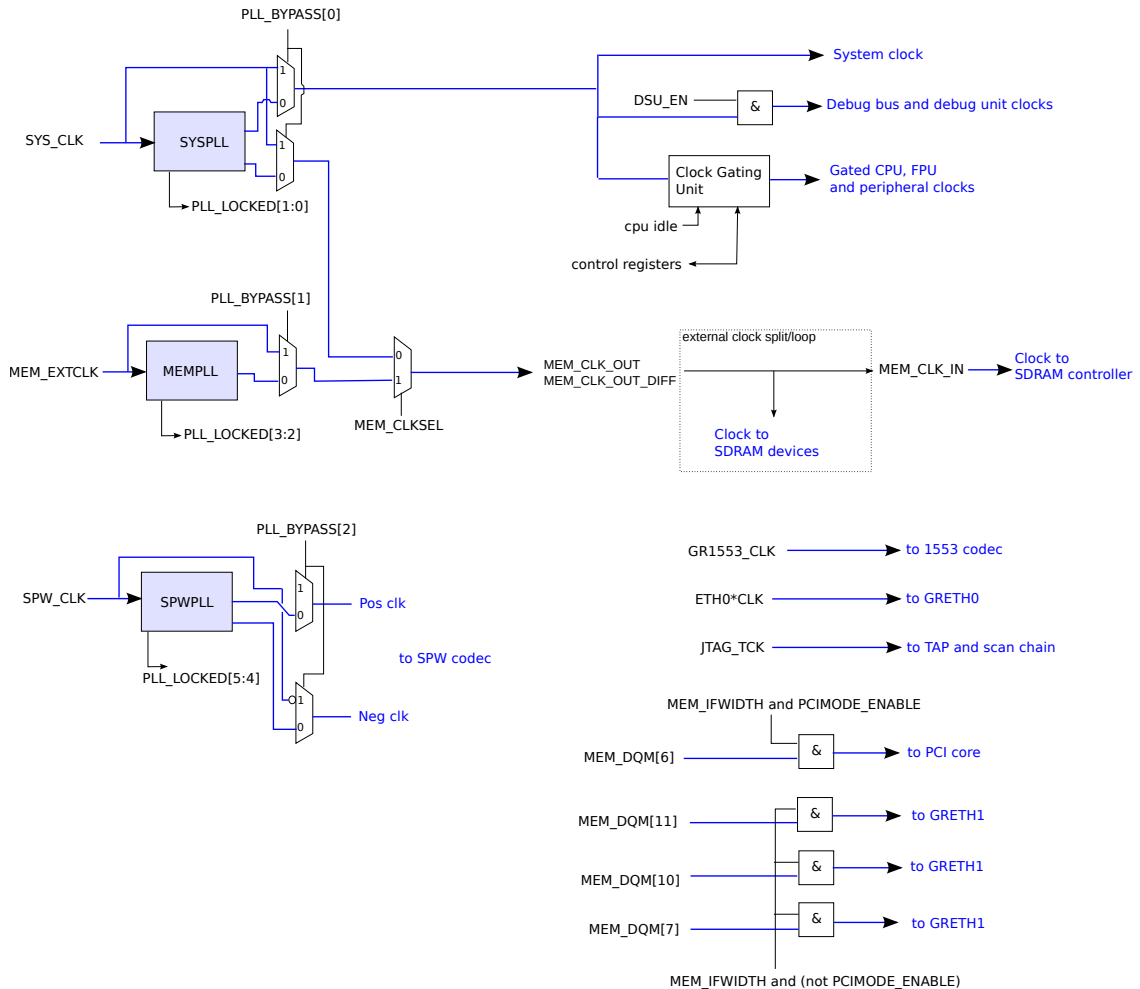 PLL_BYPASS[0]
1
0
System clock
DSU_EN
&
Debug bus and debug unit clocks
SYS_CLK
SYSPLL
1
0
Clock Gating
Unit
Gated CPU, FPU
and peripheral clocks
PLL_LOCKED[1:0]
cpu idle
control registers
PLL_BYPASS[1]
MEM_EXTCLK
MEMPLL
1
0
0
1
MEM_CLK_OUT
MEM_CLK_OUT_DIFF
external clock split/loop
MEM_CLK_IN
Clock to
SDRAM controller
PLL_LOCKED[3:2]
MEM_CLKSEL
Clock to
SDRAM devices
PLL_BYPASS[2]
GR1553_CLK
to 1553 codec
SPW_CLK
SPWPLL
1
0
Pos clk
ETH0*CLK
to GRETH0
JTAG_TCK
to TAP and scan chain
to SPW codec
PLL_LOCKED[5:4]
1
0
Neg clk
MEM_IFWIDTH and PCIMODE_ENABLE
MEM_DQM[6]
&
to PCI core
MEM_DQM[11]
&
to GRETH1
MEM_DQM[10]
&
to GRETH1
MEM_DQM[7]
&
to GRETH1
MEM_IFWIDTH and (not PCIMODE_ENABLE)